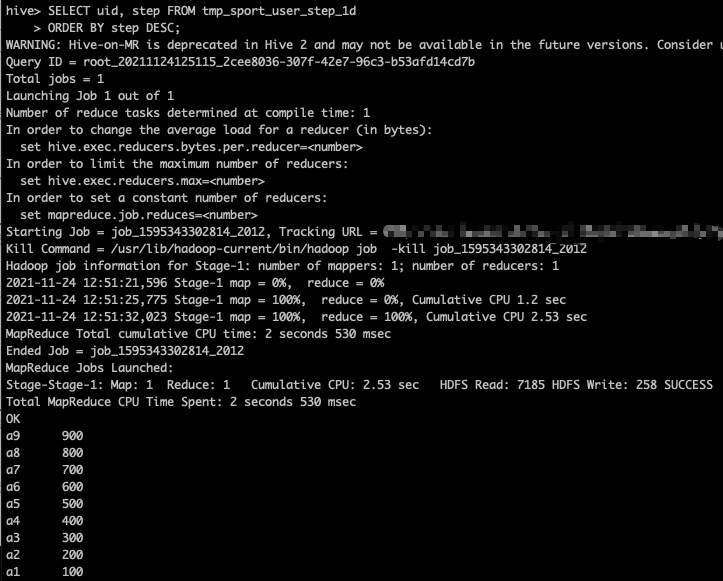 hive> SELECT uid, step FROM tmp_sport_user_step_1d
    > ORDER BY step DESC;
WARNING: Hive-on-MR is deprecated in Hive 2 and may not be available in the future versions. Consider
Query ID = root_20211124125115_2cee8036-307f-42e7-96c3-b53afd14cd7b
Total jobs = 1
Launching Job 1 out of 1
Number of reduce tasks determined at compile time: 1
In order to change the average load for a reducer (in bytes):
  set hive.exec.reducers.bytes.per.reducer=<number>
In order to limit the maximum number of reducers:
  set hive.exec.reducers.max=<number>
In order to set a constant number of reducers:
  set mapreduce.job.reduces=<number>
Starting Job = job_1595343302814_2012, Tracking URL =
Kill Command = /usr/lib/hadoop-current/bin/hadoop job  -kill job_1595343302814_2012
Hadoop job information for Stage-1: number of mappers: 1; number of reducers: 1
2021-11-24 12:51:21,596 Stage-1 map = 0%,  reduce = 0%
2021-11-24 12:51:25,775 Stage-1 map = 100%,  reduce = 0%, Cumulative CPU 1.2 sec
2021-11-24 12:51:32,023 Stage-1 map = 100%,  reduce = 100%, Cumulative CPU 2.53 sec
MapReduce Total cumulative CPU time: 2 seconds 530 msec
Ended Job = job_1595343302814_2012
MapReduce Jobs Launched:
Stage-Stage-1: Map: 1  Reduce: 1   Cumulative CPU: 2.53 sec   HDFS Read: 7185 HDFS Write: 258 SUCCESS
Total MapReduce CPU Time Spent: 2 seconds 530 msec
OK
a9      900
a8      800
a7      700
a6      600
a5      500
a4      400
a3      300
a2      200
a1      100